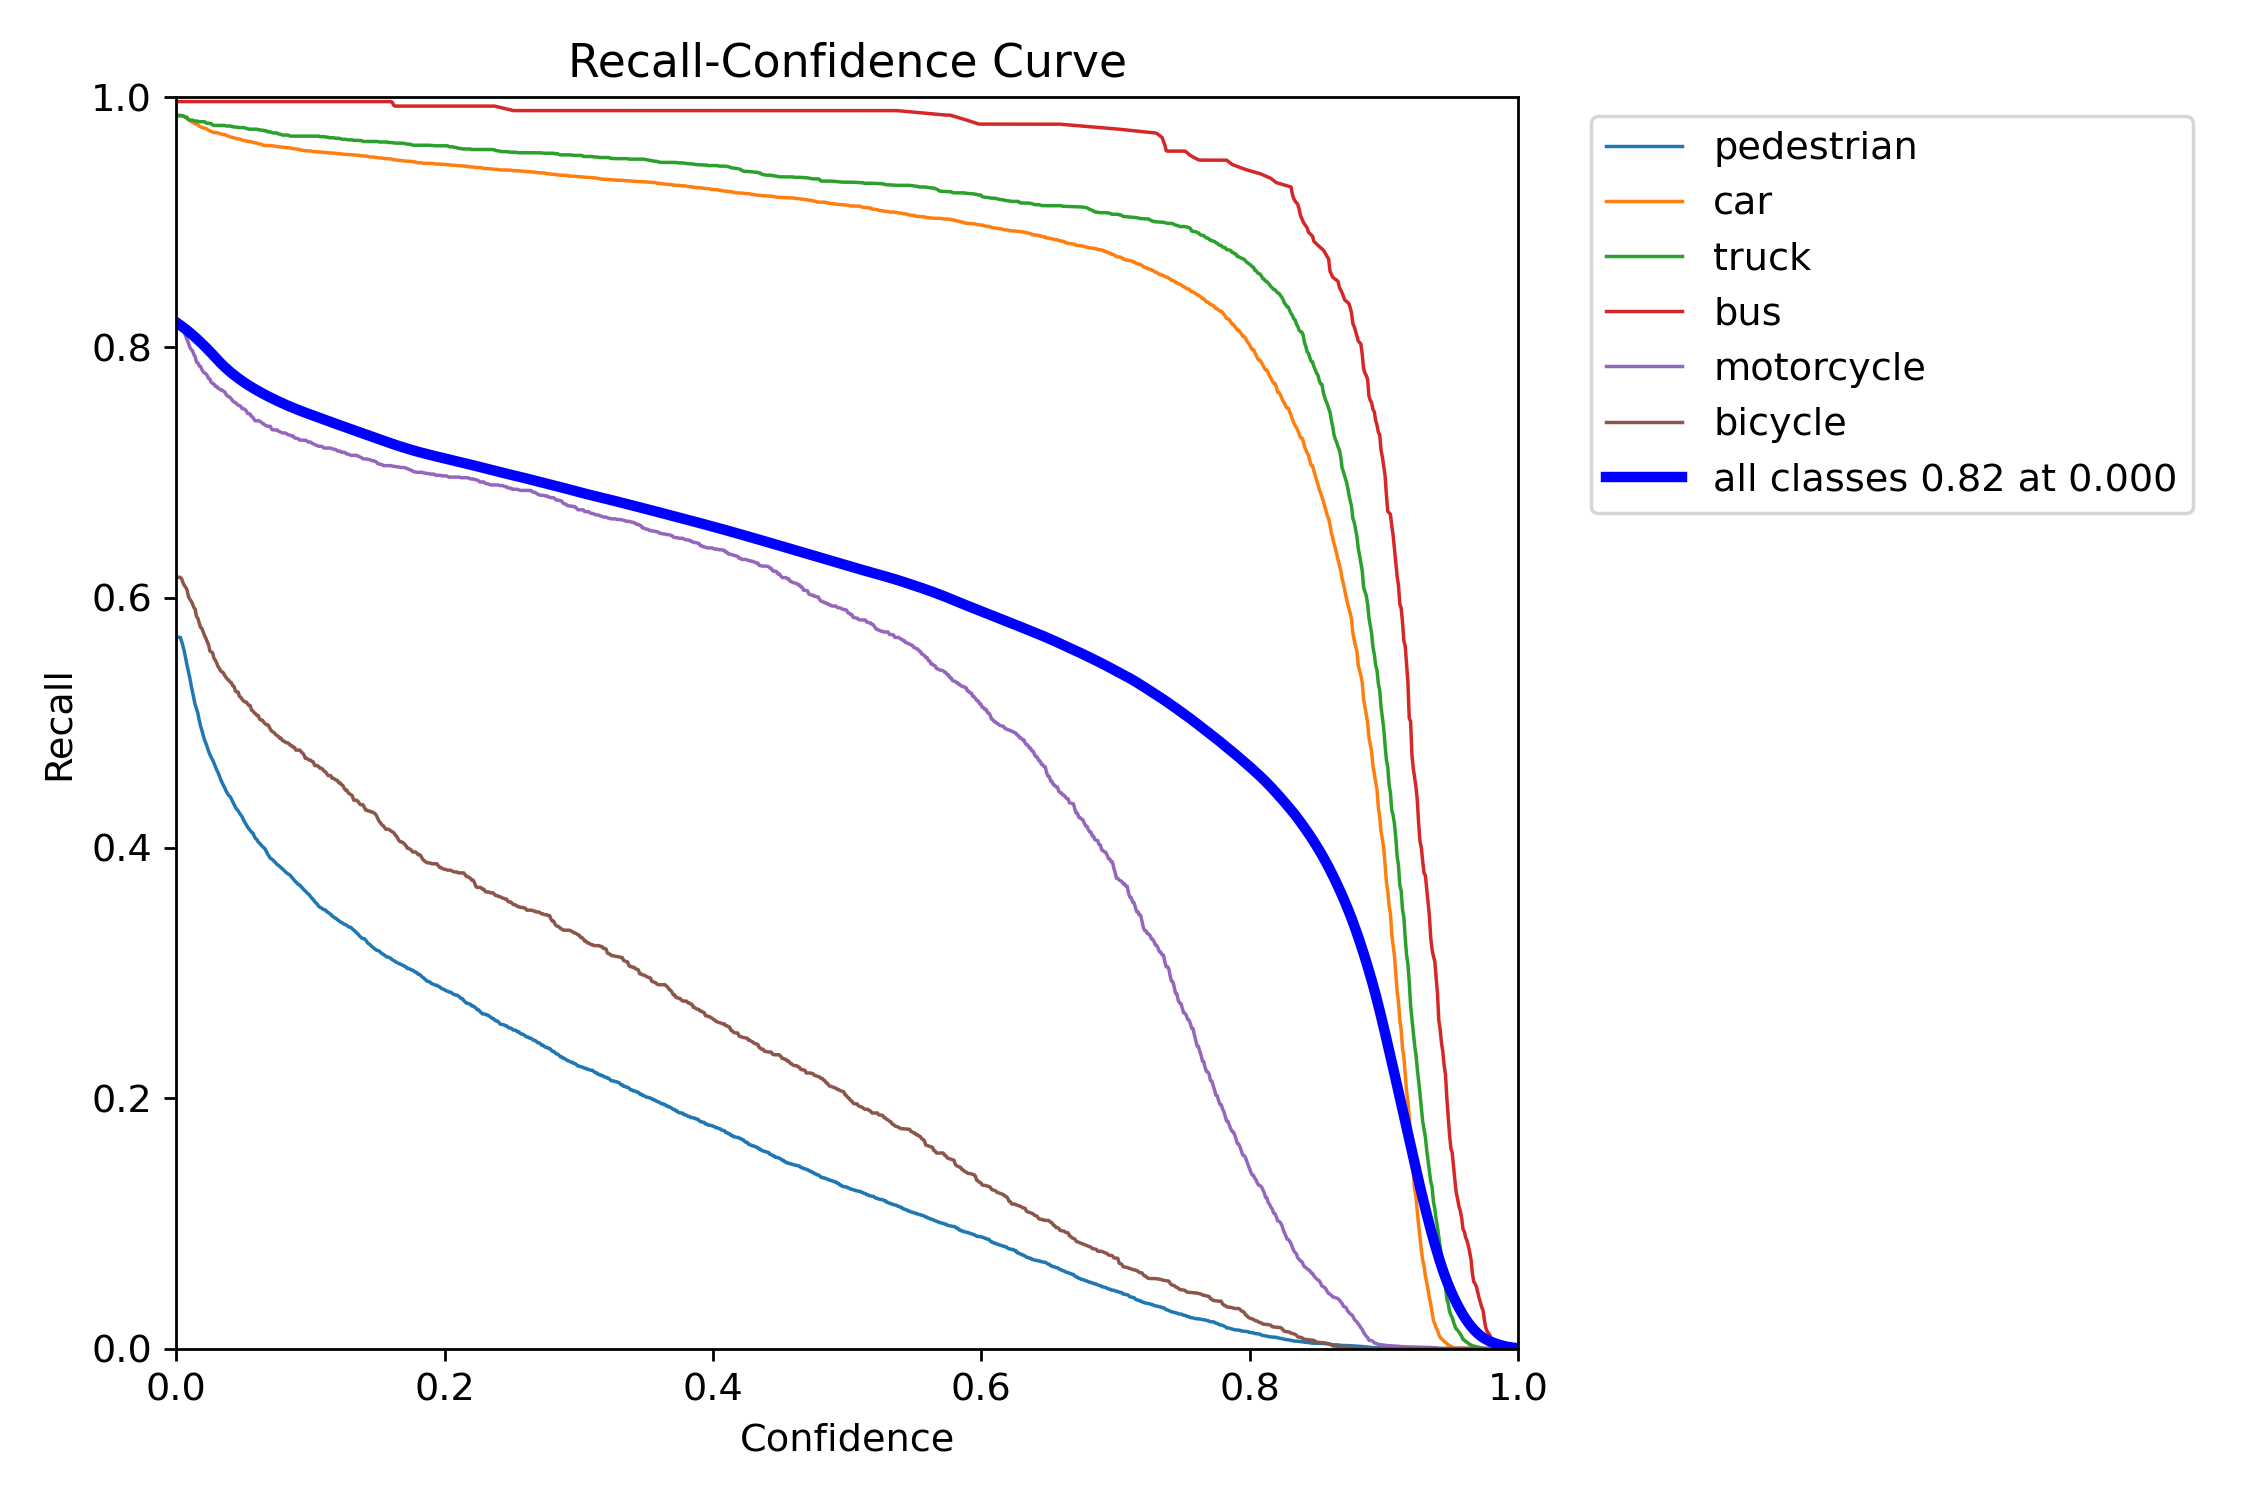 Recall-Confidence Curve
1.0
0.8
0.6
0.4
0.2
0.0
Recall
0.0 0.2 0.4 0.6 0.8 1.0
Confidence
pedestrian
car
truck
bus
motorcycle
bicycle
all classes 0.82 at 0.000